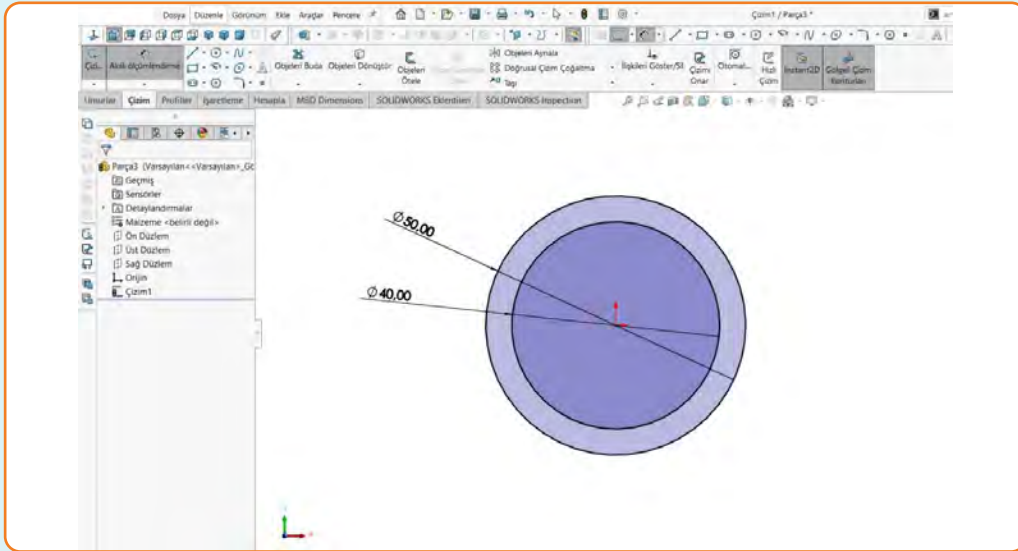 Dosya Düzenle Görünüm Ekle Araçlar Pencere
Çizim1 / Parça3 *
Çizi... Akıllı ölçümlendirme
Objeleri Buda Objeleri Dönüştür Objeleri Ötele
Objeleri Aynala
Doğrusal Çizim Çoğaltma
Taşı
İlişkileri Göster/Sil Çizimi Onar Otomat... Hızlı Çizim Instant2D Gölgeli Çizim Konturları
Unsurlar Çizim Profiller İşaretleme Hesapla MBD Dimensions SOLIDWORKS Eklentileri SOLIDWORKS Inspection
Parça3 (Varsayılan<<Varsayılan>_Gö
Geçmiş
Sensörler
Detaylandırmalar
Malzeme <belirli değil>
Ön Düzlem
Üst Düzlem
Sağ Düzlem
Orijin
Çizim1
Ø50,00
Ø40,00